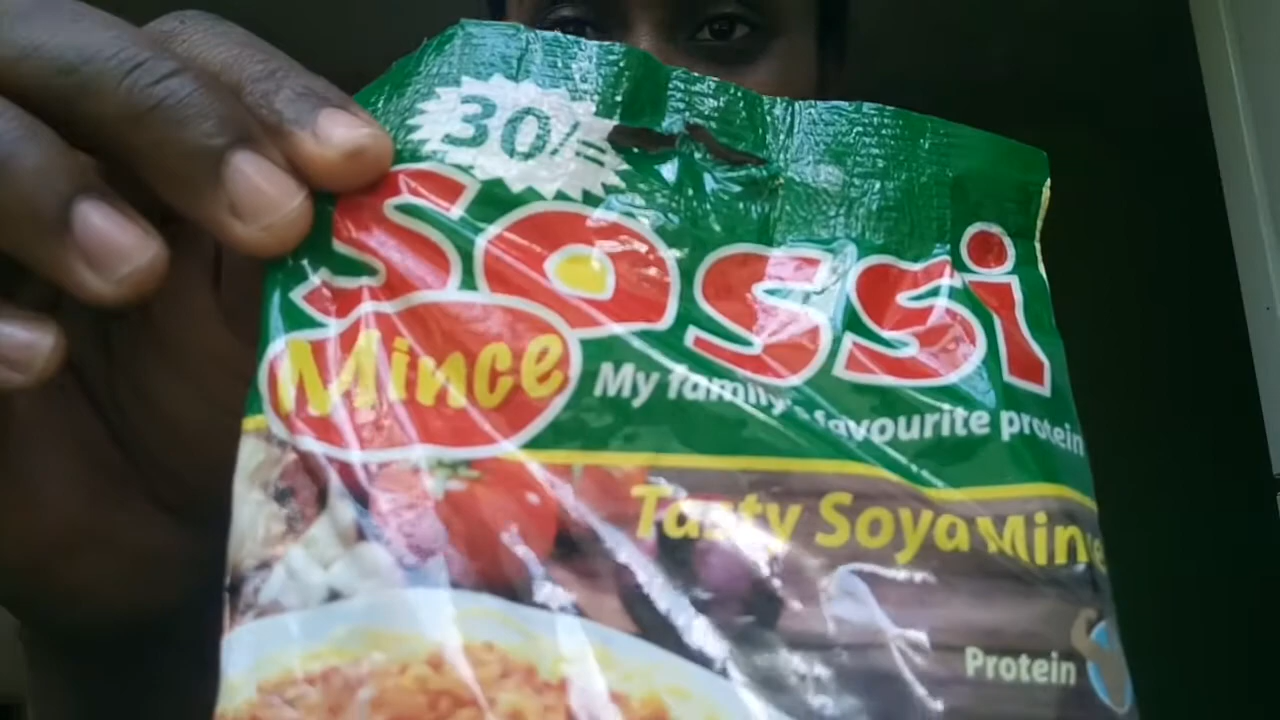 30/=
Sossi
Mince
My family's favourite protein
Tasty Soya Mince
Protein